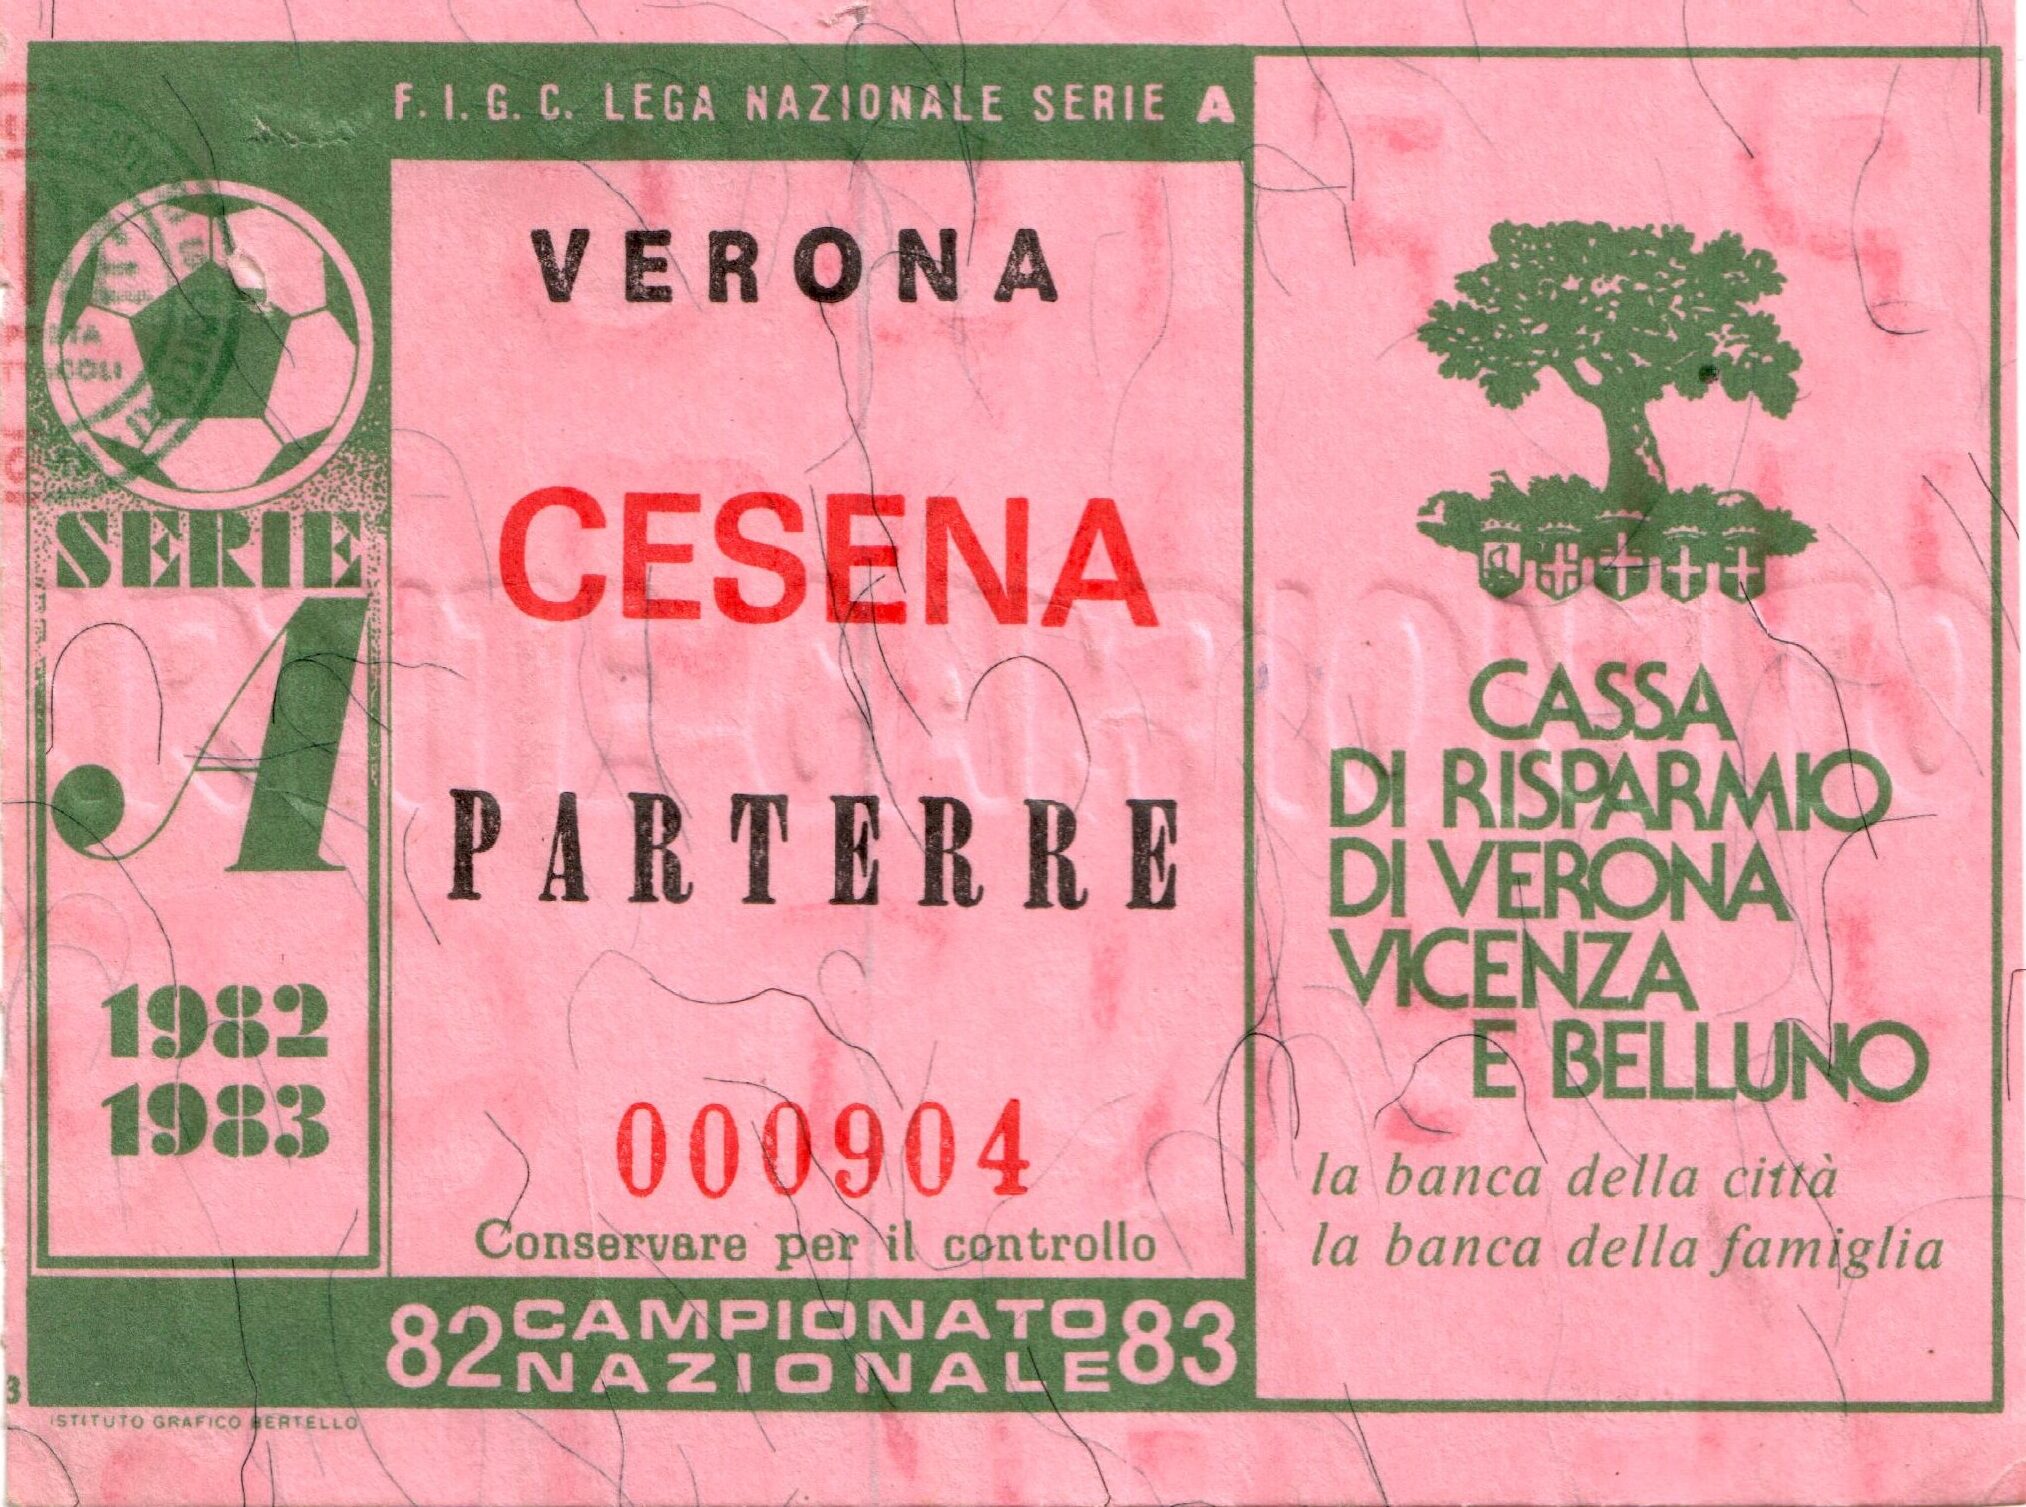 F. I. G. C. LEGA NAZIONALE SERIE A
SERIE
A
1982
1983
VERONA
CESENA
PARTERRE
000904
Conservare per il controllo
82 CAMPIONATO NAZIONALE 83
CASSA
DI RISPARMIO
DI VERONA
VICENZA
E BELLUNO
la banca della città
la banca della famiglia
3
ISTITUTO GRAFICO BERTELLO